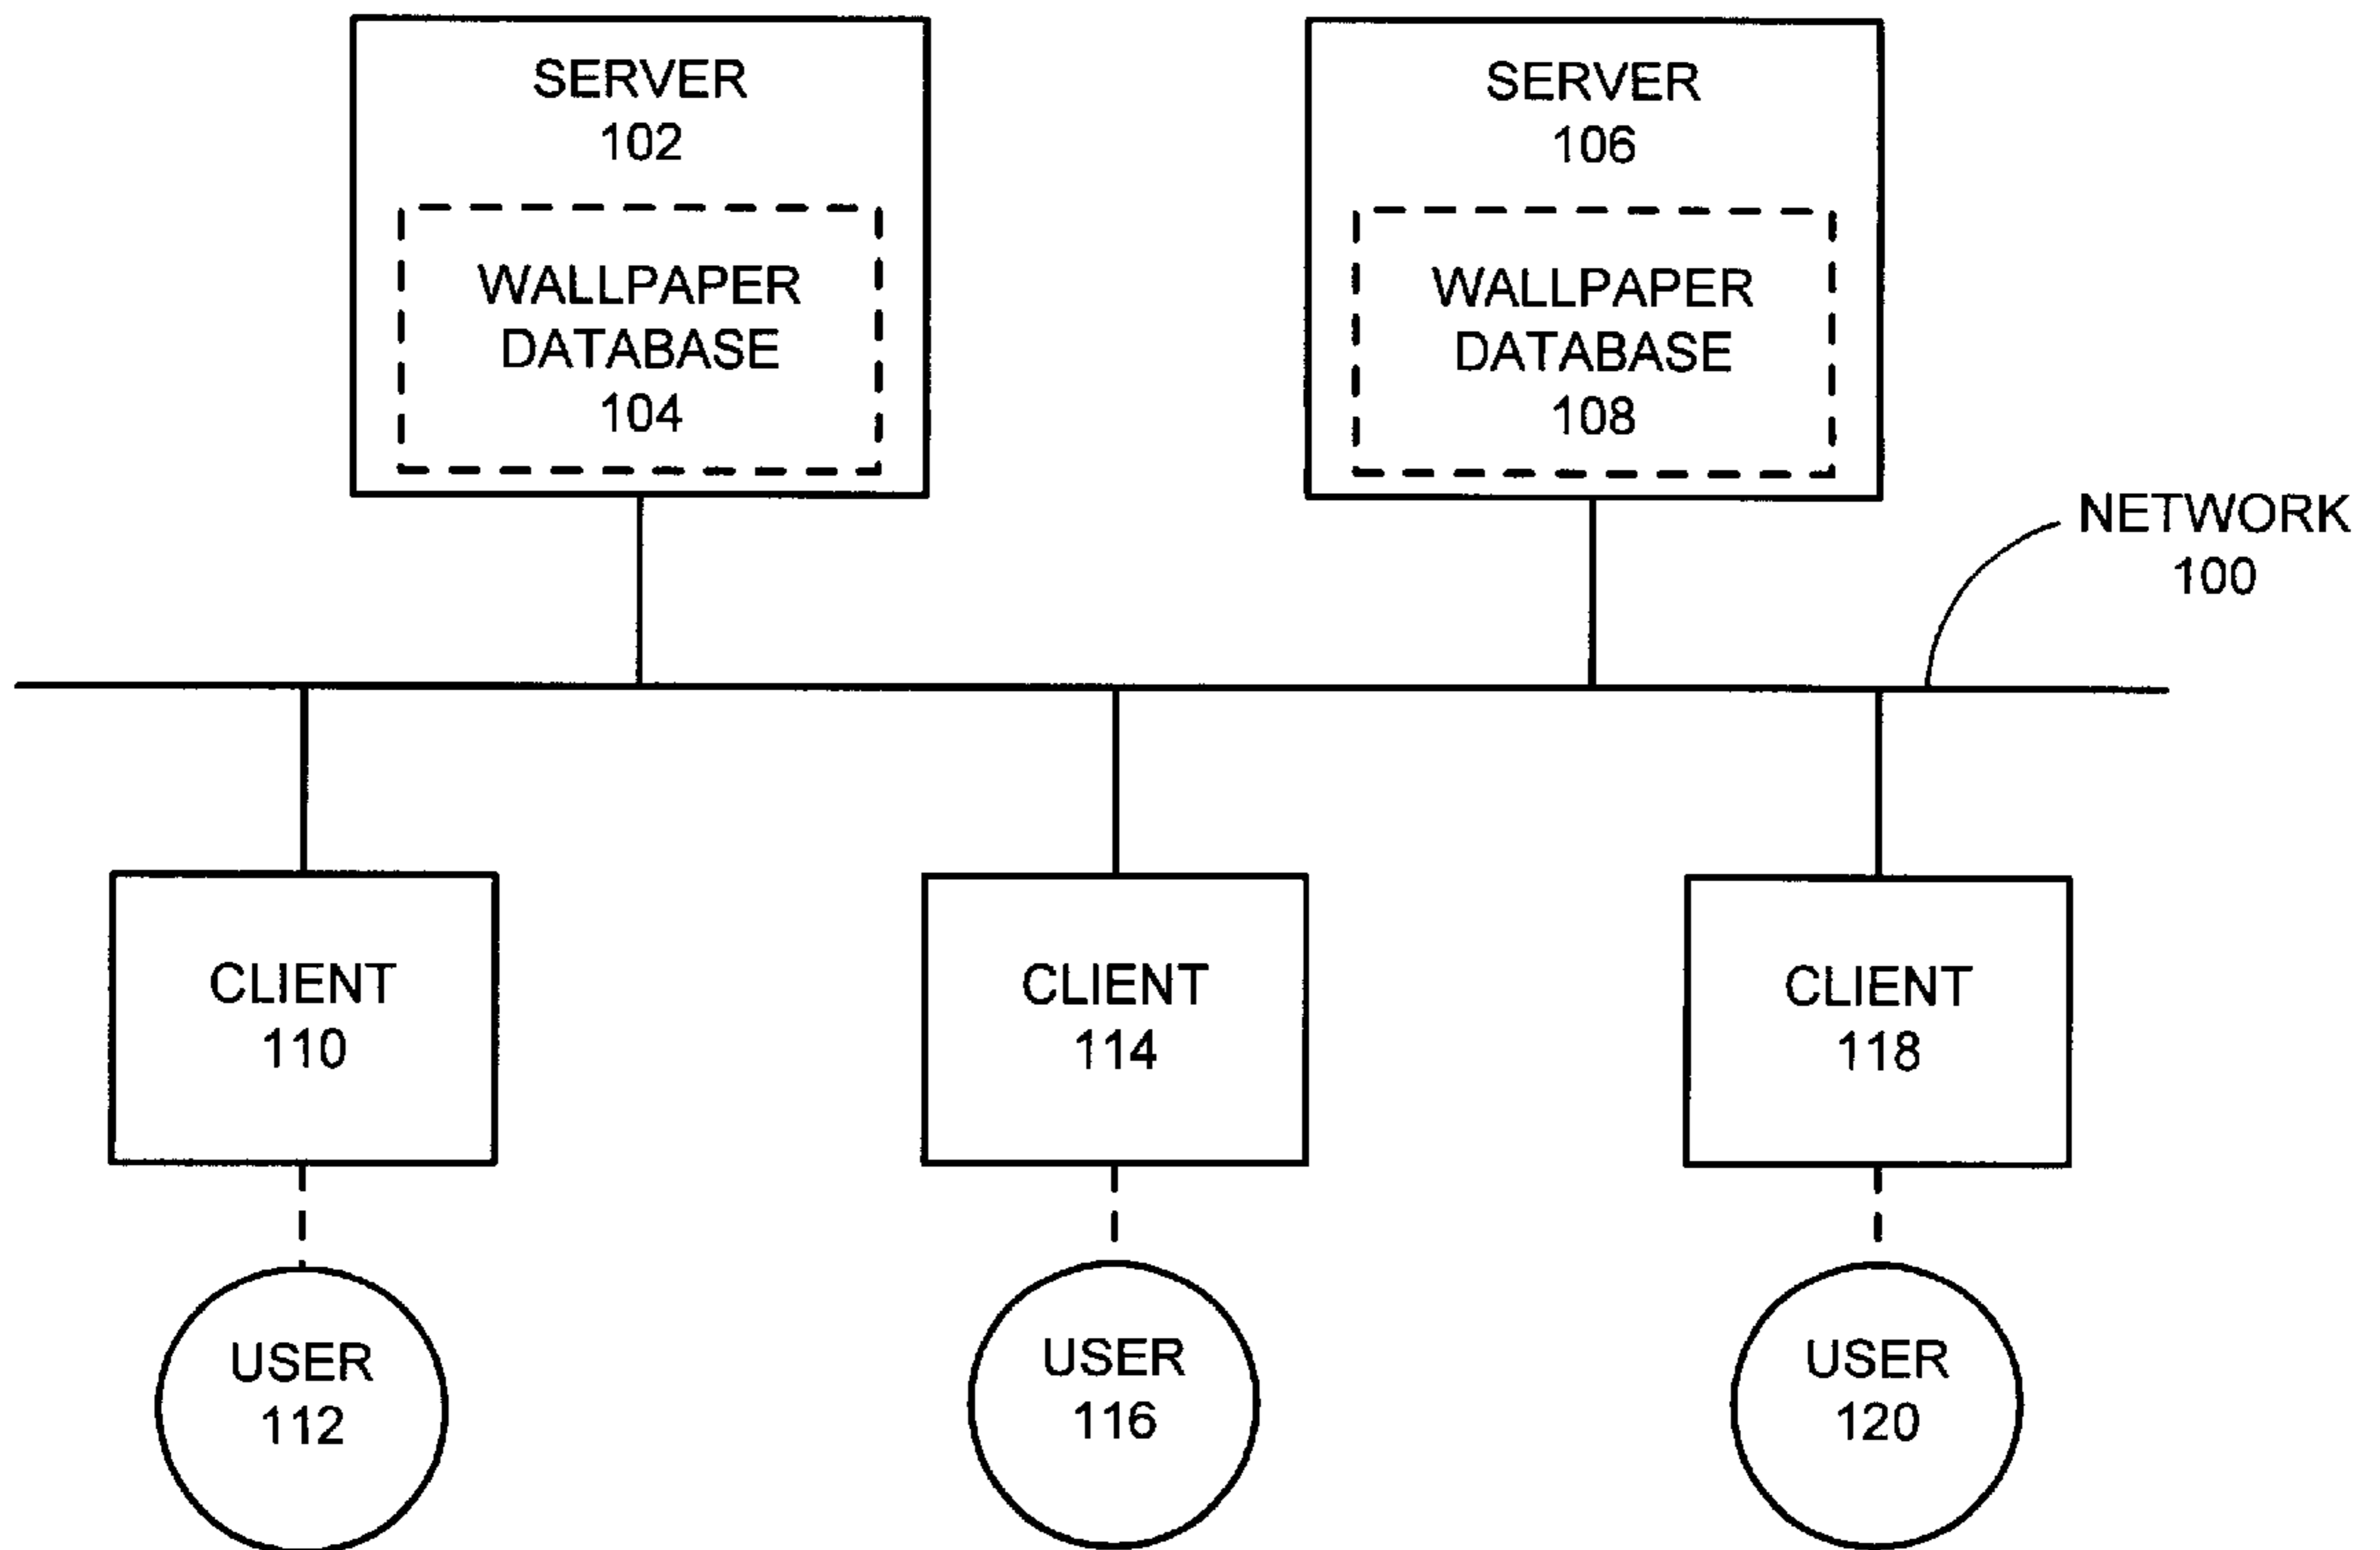 SERVER
102
WALLPAPER
DATABASE
104
SERVER
106
WALLPAPER
DATABASE
108
NETWORK
100
CLIENT
110
CLIENT
114
CLIENT
118
USER
112
USER
116
USER
120